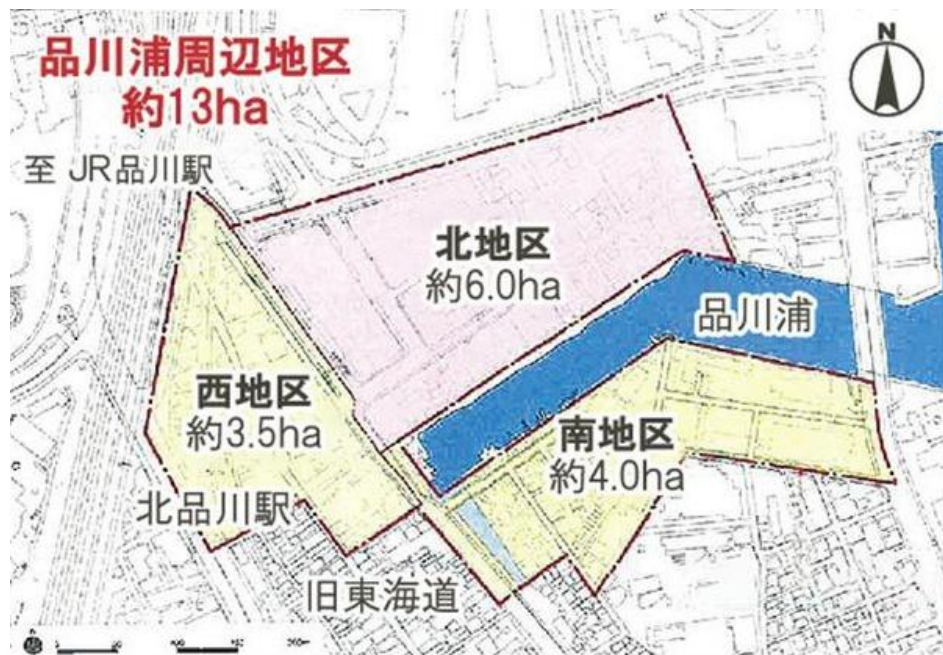 品川浦周辺地区
約13ha
N
至 JR品川駅
北地区
約6.0ha
品川浦
西地区
約3.5ha
南地区
約4.0ha
北品川駅
旧東海道